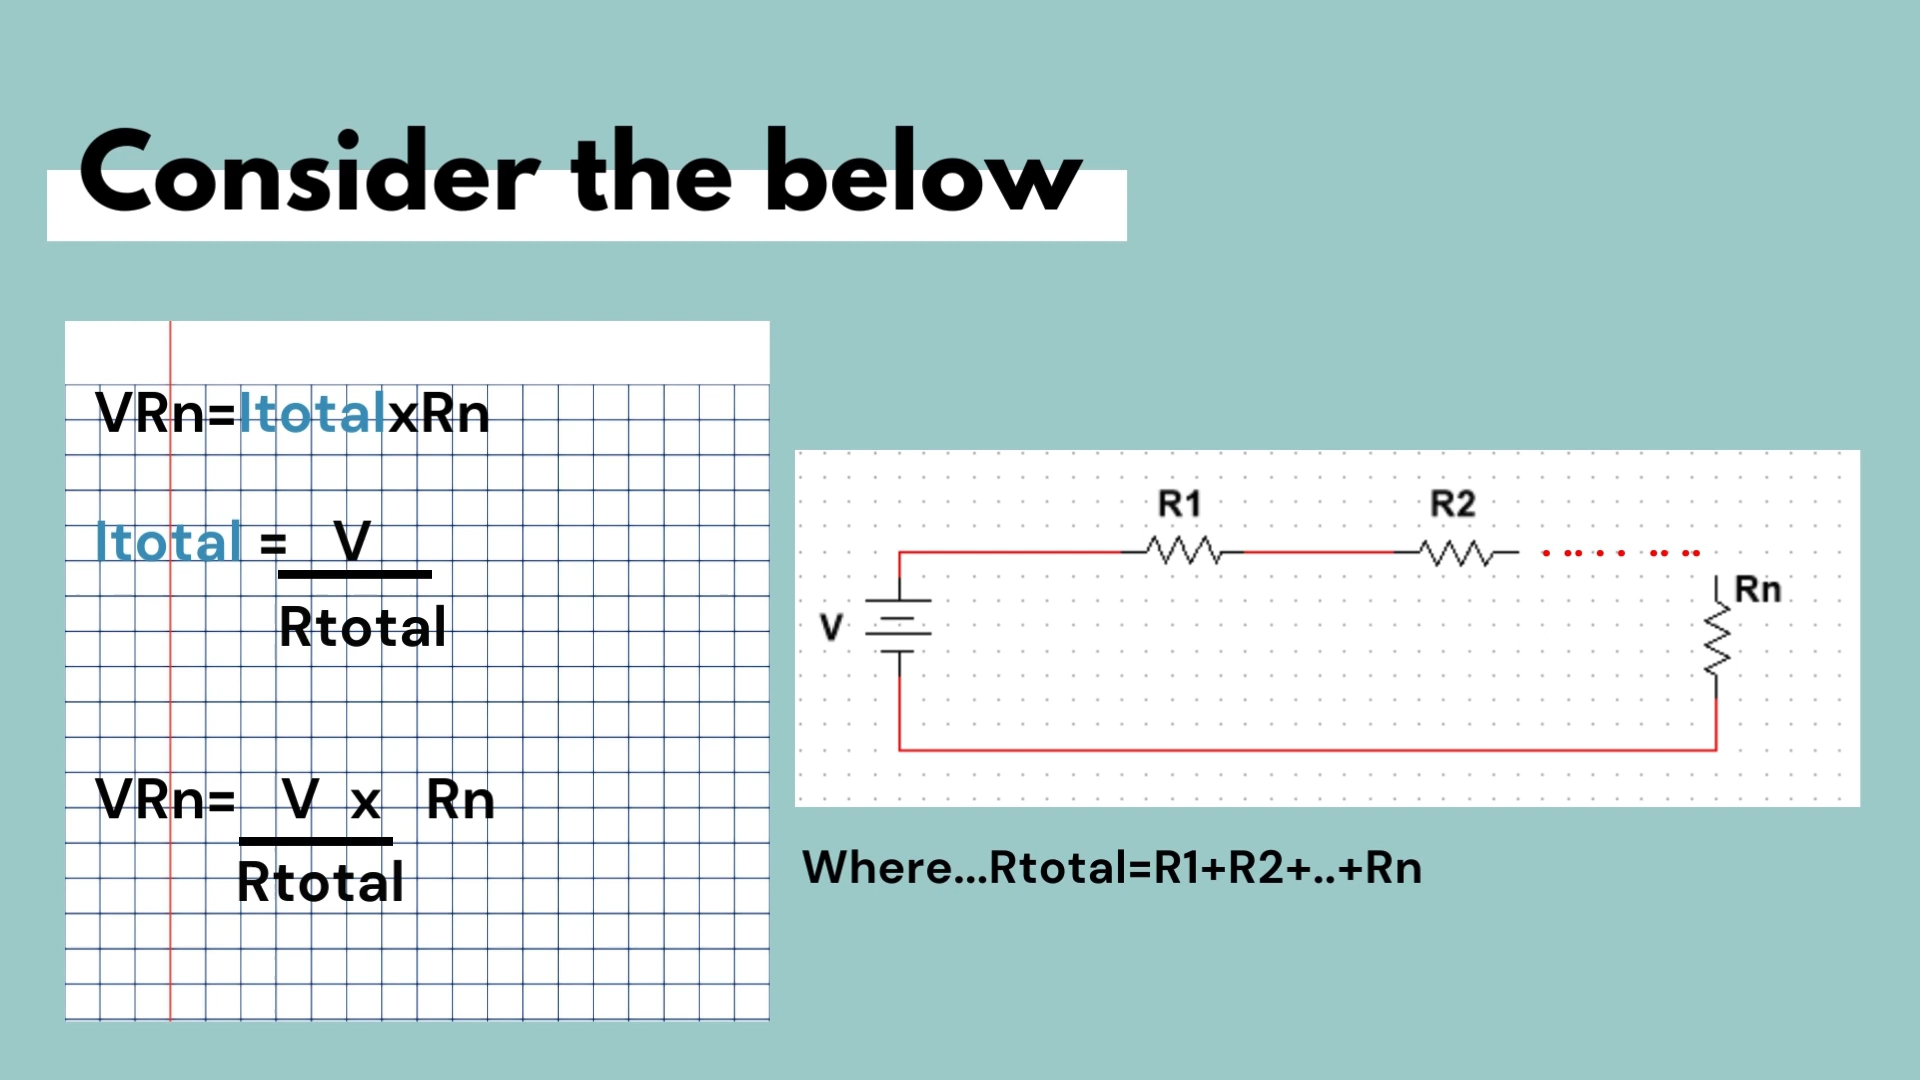 Consider the below
VRn=ItotalxRn
Itotal = V
Rtotal
VRn= V x Rn
Rtotal
R1 R2
Rn
V
Where...Rtotal=R1+R2+..+Rn